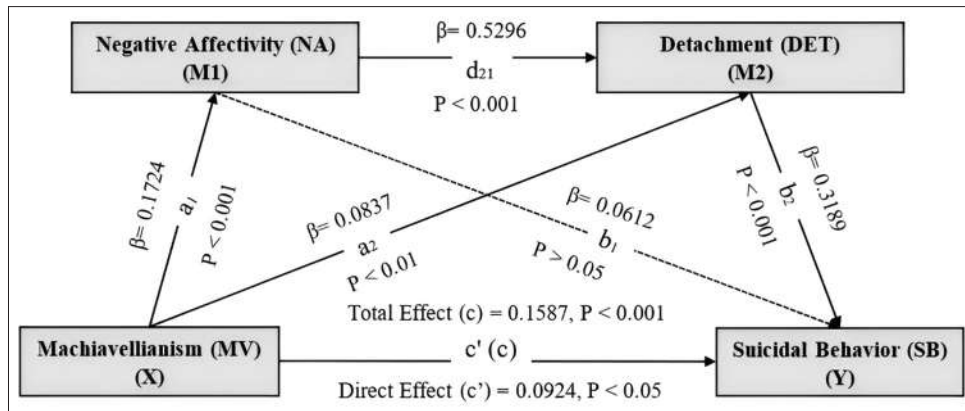 Negative Affectivity (NA)
(M1)
β= 0.5296
d21
P < 0.001
Detachment (DET)
(M2)
β= 0.1724
a1
P < 0.001
β= 0.0837
a2
P < 0.01
β= 0.0612
b1
P > 0.05
β= 0.3189
b2
P < 0.001
Total Effect (c) = 0.1587, P < 0.001
Machiavellianism (MV)
(X)
c' (c)
Suicidal Behavior (SB)
(Y)
Direct Effect (c’) = 0.0924, P < 0.05